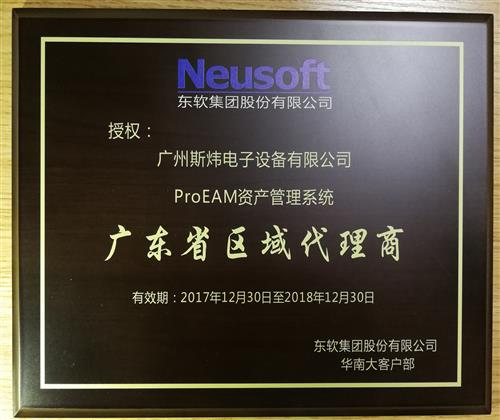 Neusoft
东软集团股份有限公司
授权：
广州斯炜电子设备有限公司
ProEAM资产管理系统
广东省区域代理商
有效期：2017年12月30日至2018年12月30日
东软集团股份有限公司
华南大客户部